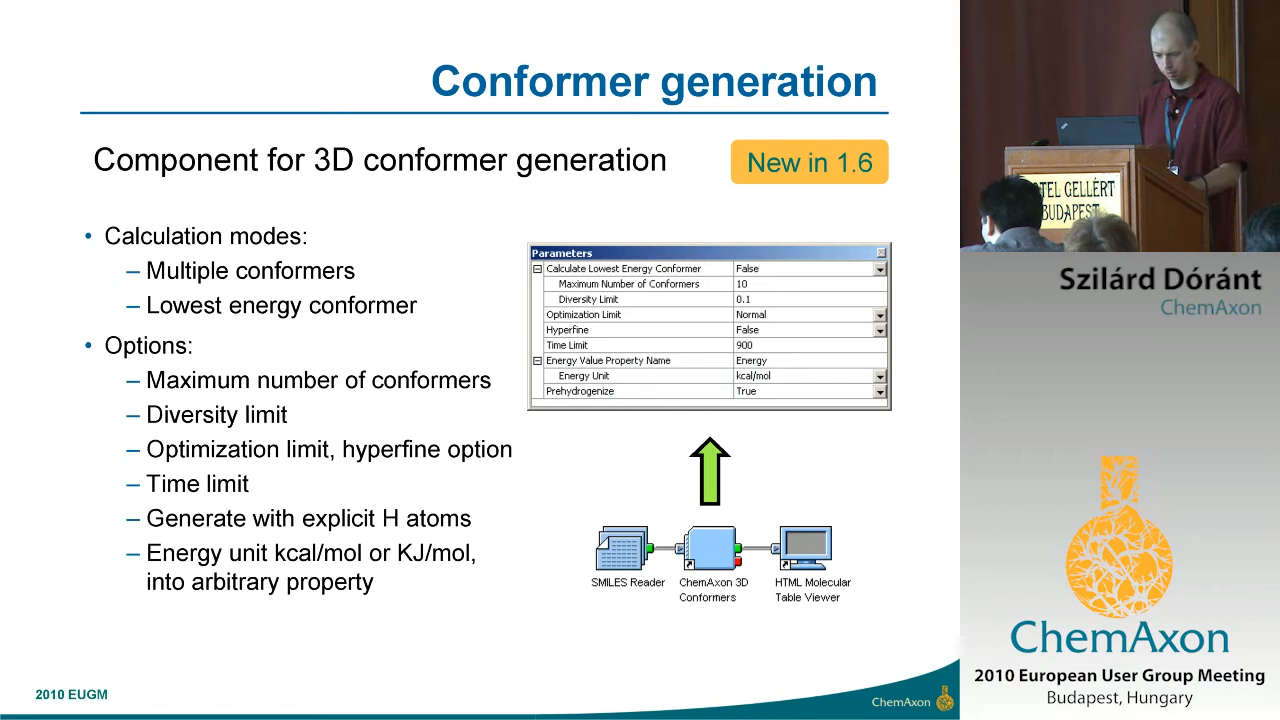 Conformer generation
Component for 3D conformer generation
New in 1.6
• Calculation modes:
– Multiple conformers
– Lowest energy conformer
• Options:
– Maximum number of conformers
– Diversity limit
– Optimization limit, hyperfine option
– Time limit
– Generate with explicit H atoms
– Energy unit kcal/mol or KJ/mol,
into arbitrary property
Parameters
Calculate Lowest Energy Conformer False
Maximum Number of Conformers 10
Diversity Limit 0.1
Optimization Limit Normal
Hyperfine False
Time Limit 900
Energy Value Property Name Energy
Energy Unit kcal/mol
Prehydrogenize True
SMILES Reader
ChemAxon 3D
Conformers
HTML Molecular
Table Viewer
2010 EUGM
ChemAxon
HOTEL GELLÉRT
BUDAPEST
Szilárd Dóránt
ChemAxon
ChemAxon
2010 European User Group Meeting
Budapest, Hungary